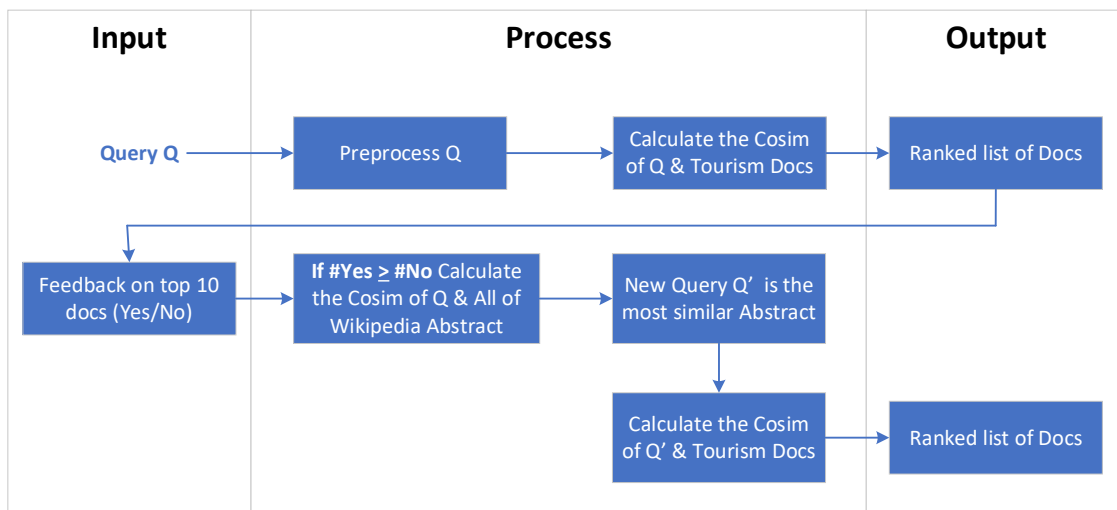 Input
Process
Output
Query Q
Preprocess Q
Calculate the Cosim
of Q & Tourism Docs
Ranked list of Docs
Feedback on top 10
docs (Yes/No)
If #Yes ≥ #No Calculate
the Cosim of Q & All of
Wikipedia Abstract
New Query Q’ is the
most similar Abstract
Calculate the Cosim
of Q’ & Tourism Docs
Ranked list of Docs